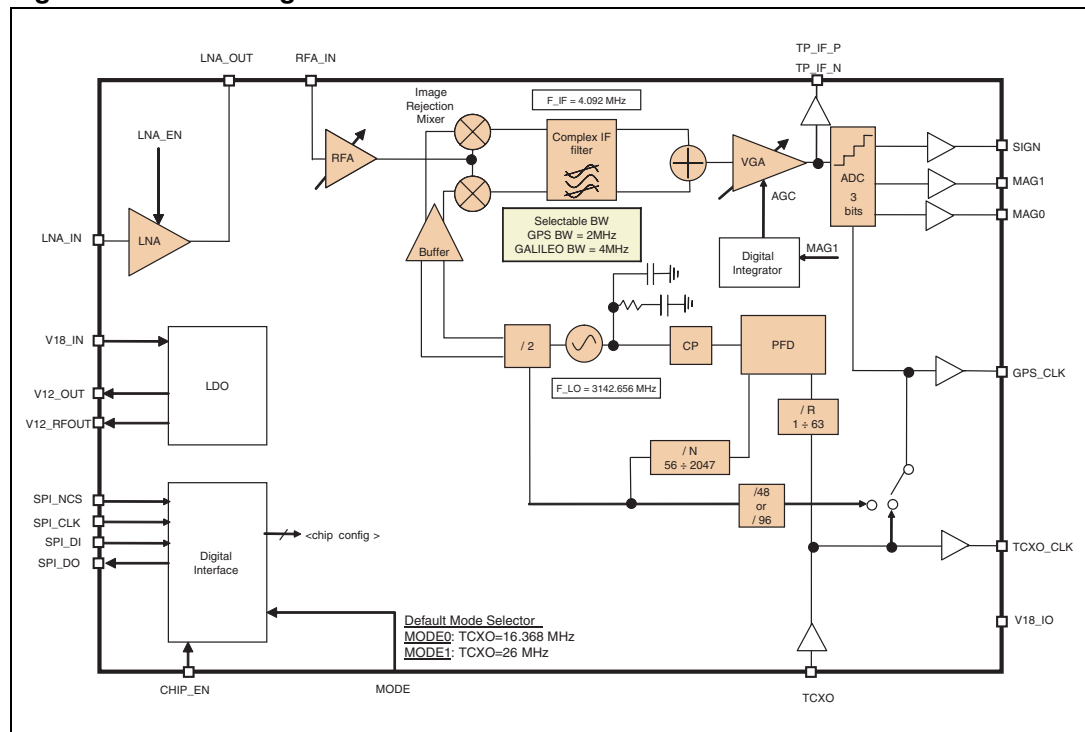 LNA_OUT
RFA_IN
TP_IF_P
TP_IF_N
LNA_EN
Image
Rejection
Mixer
F_IF = 4.092 MHz
RFA
Complex IF
filter
VGA
AGC
ADC
3
bits
SIGN
MAG1
MAG0
LNA_IN
LNA
Buffer
Selectable BW
GPS BW = 2MHz
GALILEO BW = 4MHz
Digital
Integrator
MAG1
V18_IN
V12_OUT
V12_RFOUT
LDO
/ 2
CP
PFD
GPS_CLK
F_LO = 3142.656 MHz
/ R
1 ÷ 63
/ N
56 ÷ 2047
/48
or
/ 96
SPI_NCS
SPI_CLK
SPI_DI
SPI_DO
Digital
Interface
<chip config >
TCXO_CLK
Default Mode Selector
MODE0: TCXO=16.368 MHz
MODE1: TCXO=26 MHz
V18_IO
CHIP_EN
MODE
TCXO